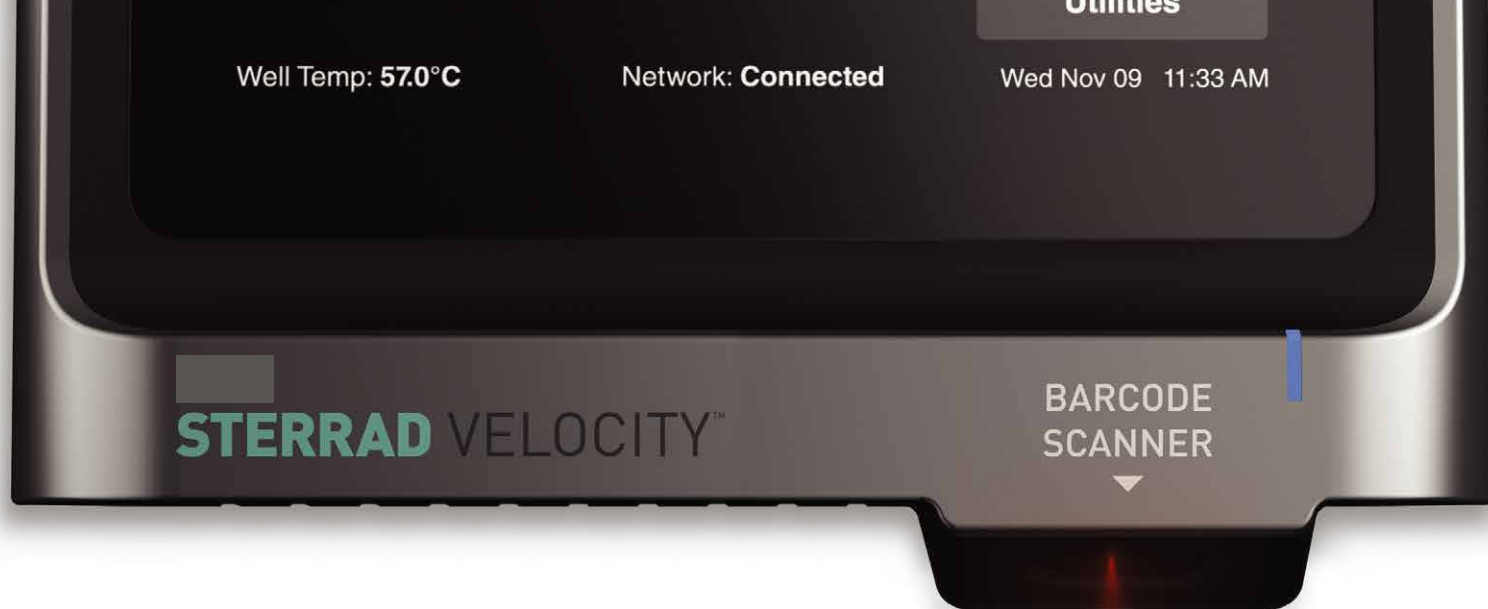 Utilities
Well Temp: 57.0°C Network: Connected Wed Nov 09 11:33 AM
STERRAD VELOCITY™
BARCODE
SCANNER